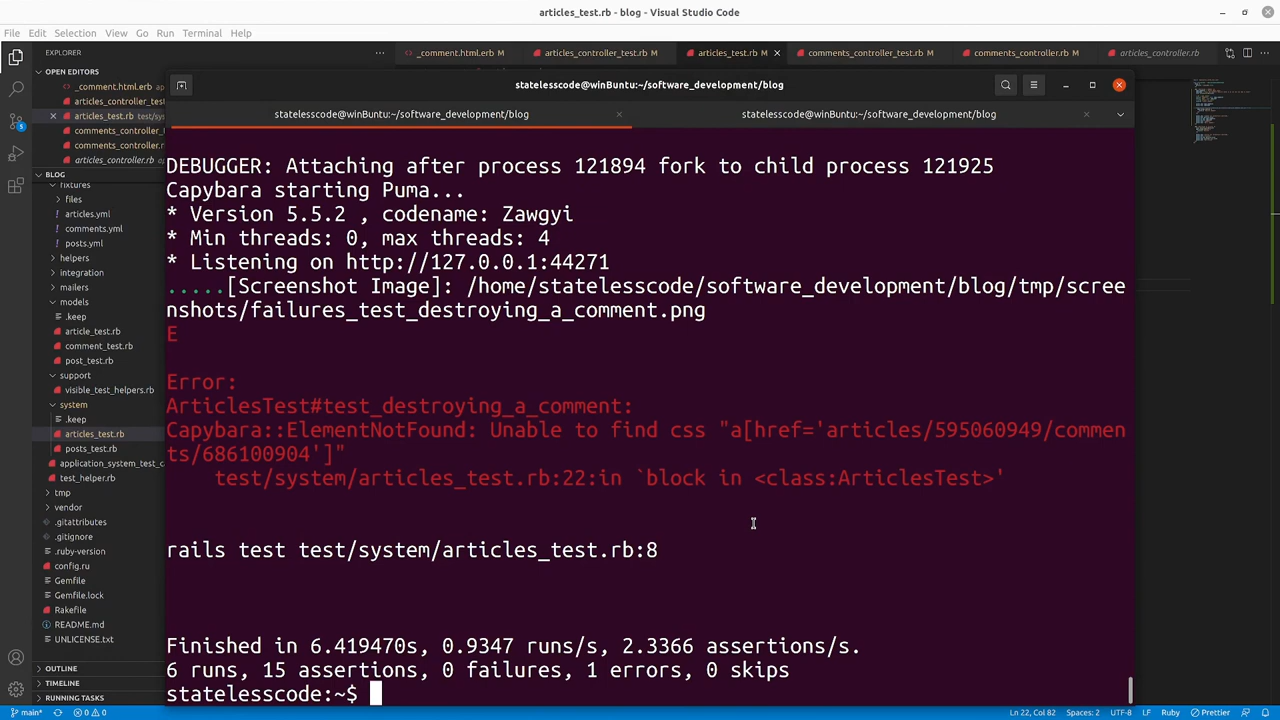 articles_test.rb - blog - Visual Studio Code
File Edit Selection View Go Run Terminal Help
EXPLORER
_comment.html.erb M
articles_controller_test.rb M
articles_test.rb M
comments_controller_test.rb M
comments_controller.rb M
articles_controller.rb
OPEN EDITORS
_comment.html.erb
articles_controller_test
articles_test.rb test/sy
comments_controller_
comments_controller.r
articles_controller.rb ap
BLOG
fixtures
files
articles.yml
comments.yml
posts.yml
helpers
integration
mailers
models
.keep
article_test.rb
comment_test.rb
post_test.rb
support
visible_test_helpers.rb
system
.keep
articles_test.rb
posts_test.rb
application_system_test_c
test_helper.rb
tmp
vendor
.gitattributes
.gitignore
.ruby-version
config.ru
Gemfile
Gemfile.lock
Rakefile
README.md
UNLICENSE.txt
OUTLINE
TIMELINE
RUNNING TASKS
5
statelesscode@winBuntu:~/software_development/blog
statelesscode@winBuntu:~/software_development/blog
statelesscode@winBuntu:~/software_development/blog
DEBUGGER: Attaching after process 121894 fork to child process 121925
Capybara starting Puma...
* Version 5.5.2 , codename: Zawgyi
* Min threads: 0, max threads: 4
* Listening on http://127.0.0.1:44271
.....[Screenshot Image]: /home/statelesscode/software_development/blog/tmp/scree
nshots/failures_test_destroying_a_comment.png
E
Error:
ArticlesTest#test_destroying_a_comment:
Capybara::ElementNotFound: Unable to find css "a[href='articles/595060949/commen
ts/686100904']"
test/system/articles_test.rb:22:in `block in <class:ArticlesTest>'
rails test test/system/articles_test.rb:8
Finished in 6.419470s, 0.9347 runs/s, 2.3366 assertions/s.
6 runs, 15 assertions, 0 failures, 1 errors, 0 skips
statelesscode:~$
main* 0 0 Ln 22, Col 82 Spaces: 2 UTF-8 LF Ruby Prettier